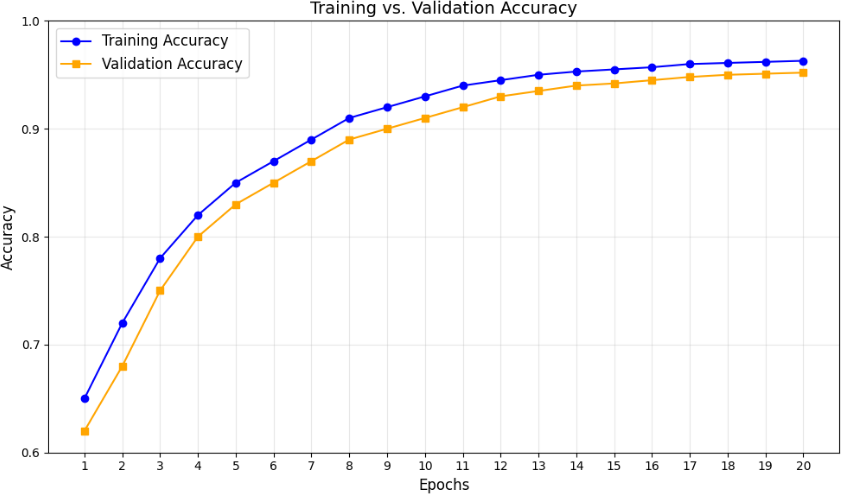 Training vs. Validation Accuracy
1.0
Training Accuracy
Validation Accuracy
0.9
0.8
Accuracy
0.7
0.6
1 2 3 4 5 6 7 8 9 10 11 12 13 14 15 16 17 18 19 20
Epochs